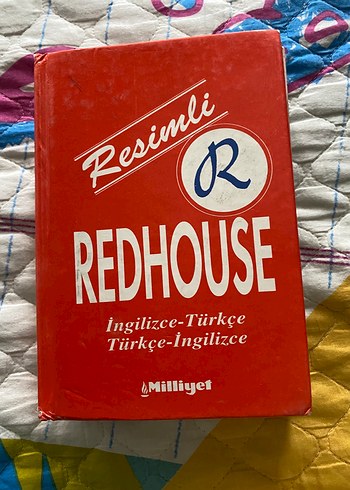 Resimli
R
REDHOUSE
İngilizce-Türkçe
Türkçe-İngilizce
Milliyet